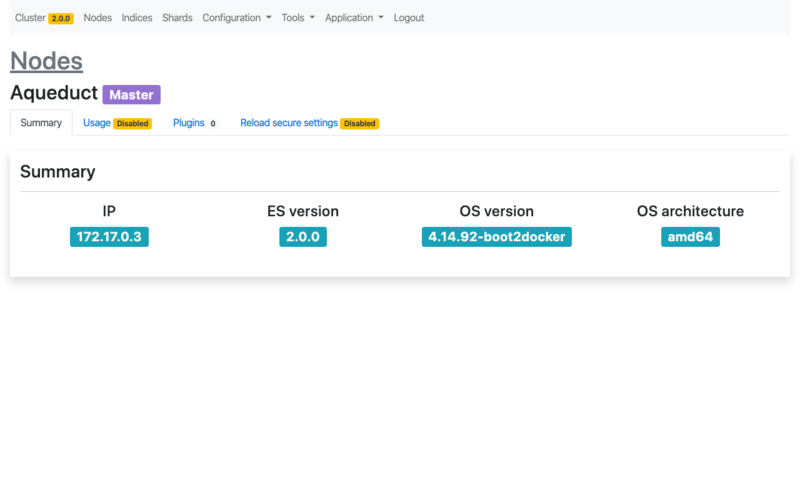 Cluster 2.0.0 Nodes Indices Shards Configuration Tools Application Logout
Nodes
Aqueduct Master
Summary Usage Disabled Plugins 0 Reload secure settings Disabled
Summary
IP ES version OS version OS architecture
172.17.0.3 2.0.0 4.14.92-boot2docker amd64